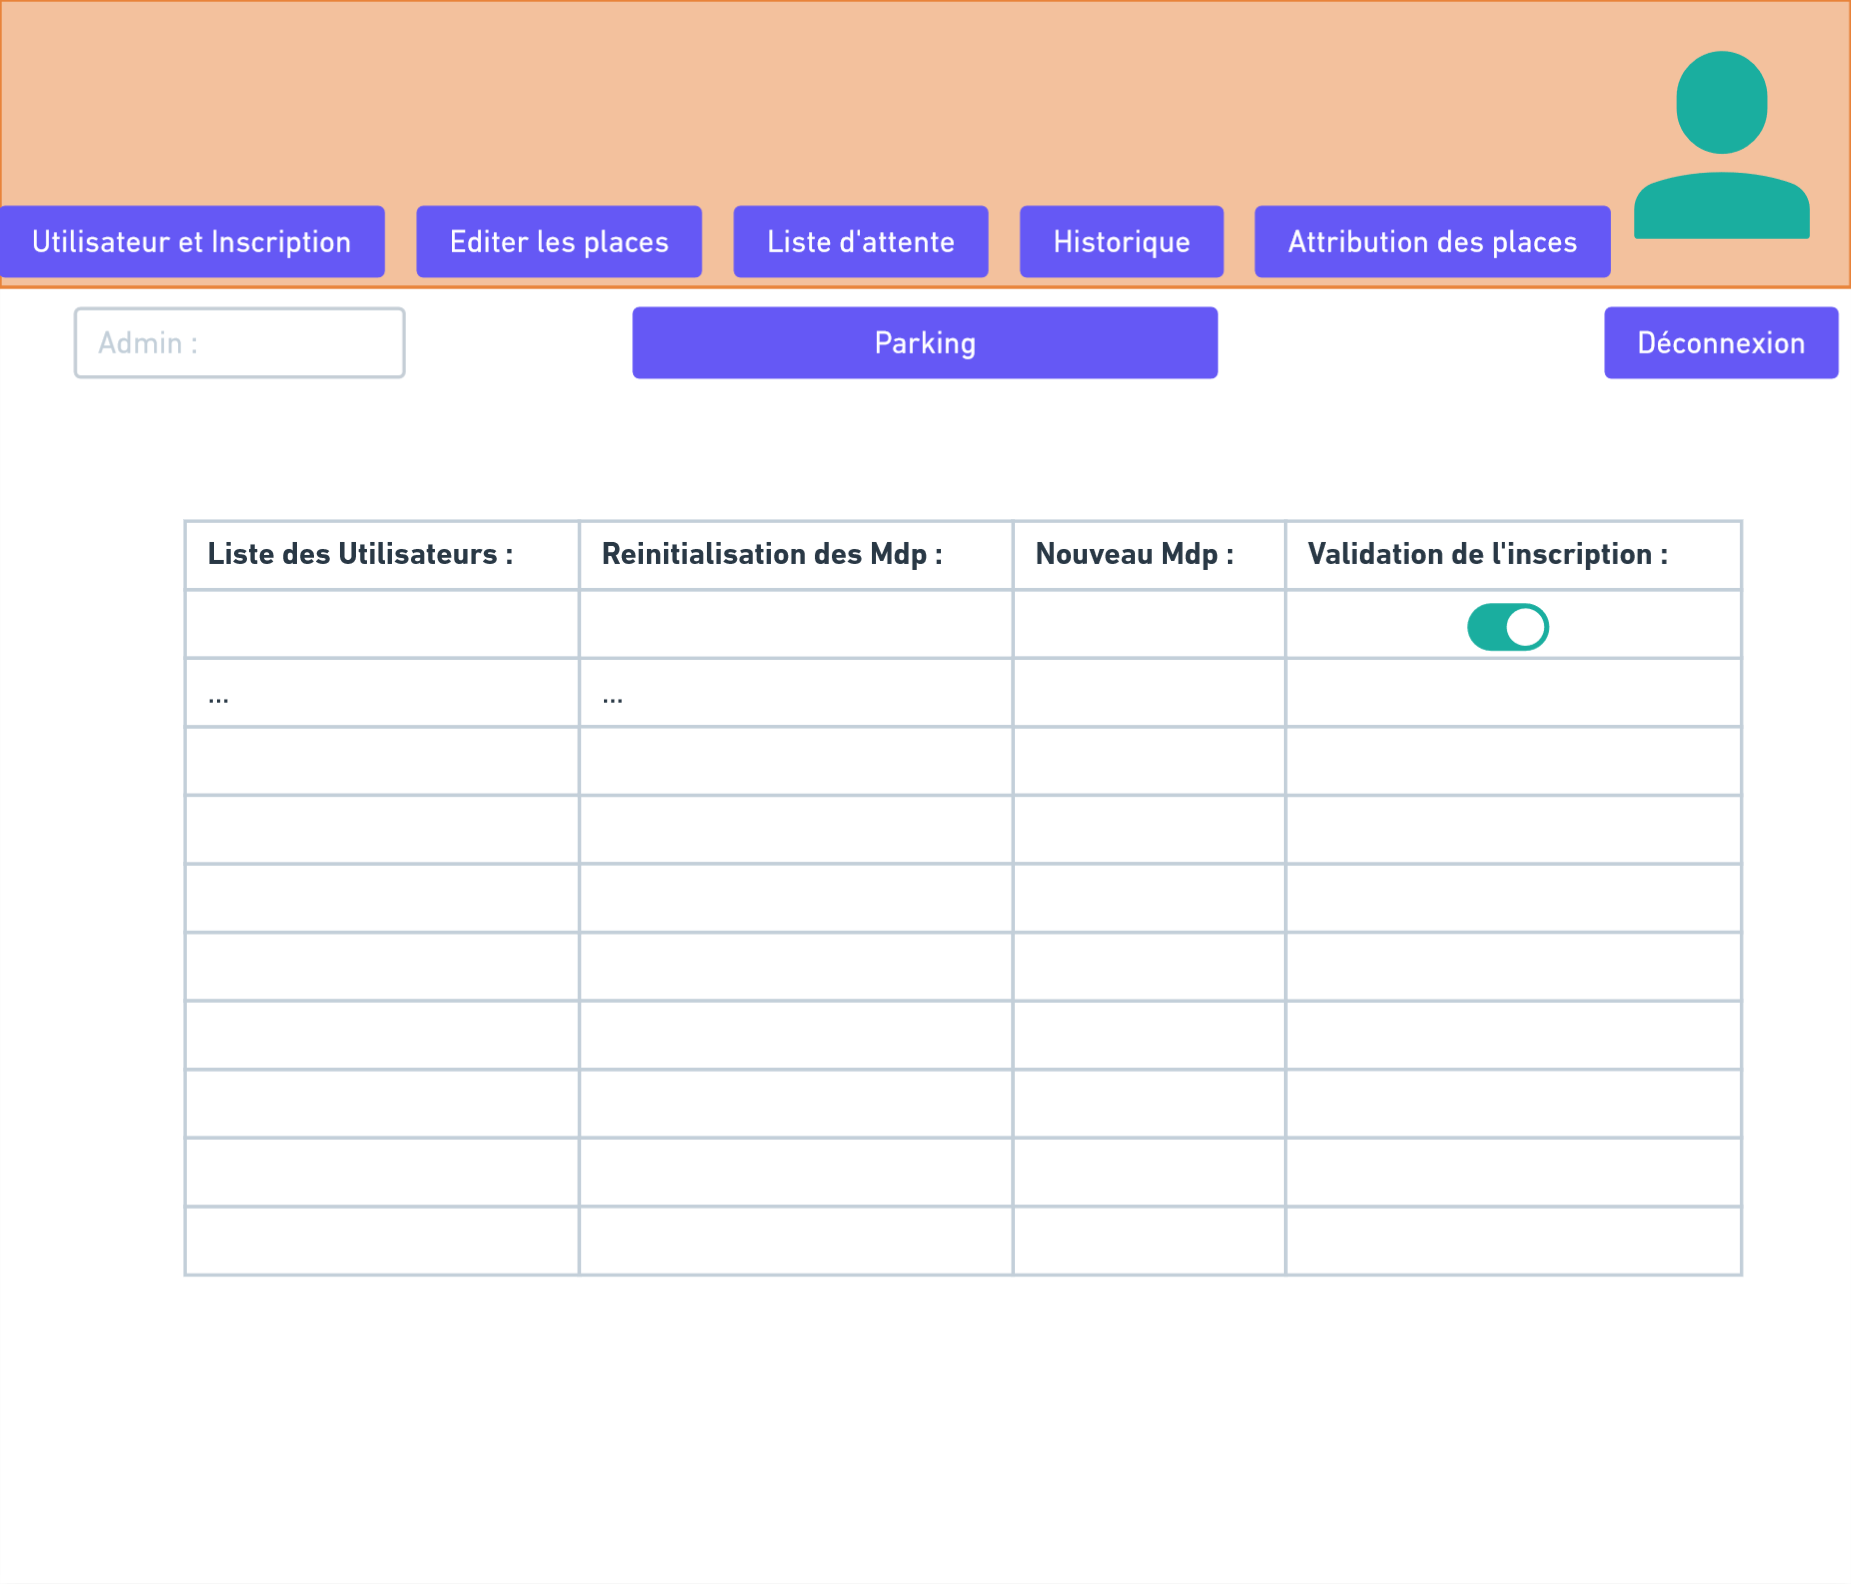 Utilisateur et Inscription
Editer les places
Liste d'attente
Historique
Attribution des places
Admin :
Parking
Déconnexion
Liste des Utilisateurs :
Reinitialisation des Mdp :
Nouveau Mdp :
Validation de l'inscription :
...
...